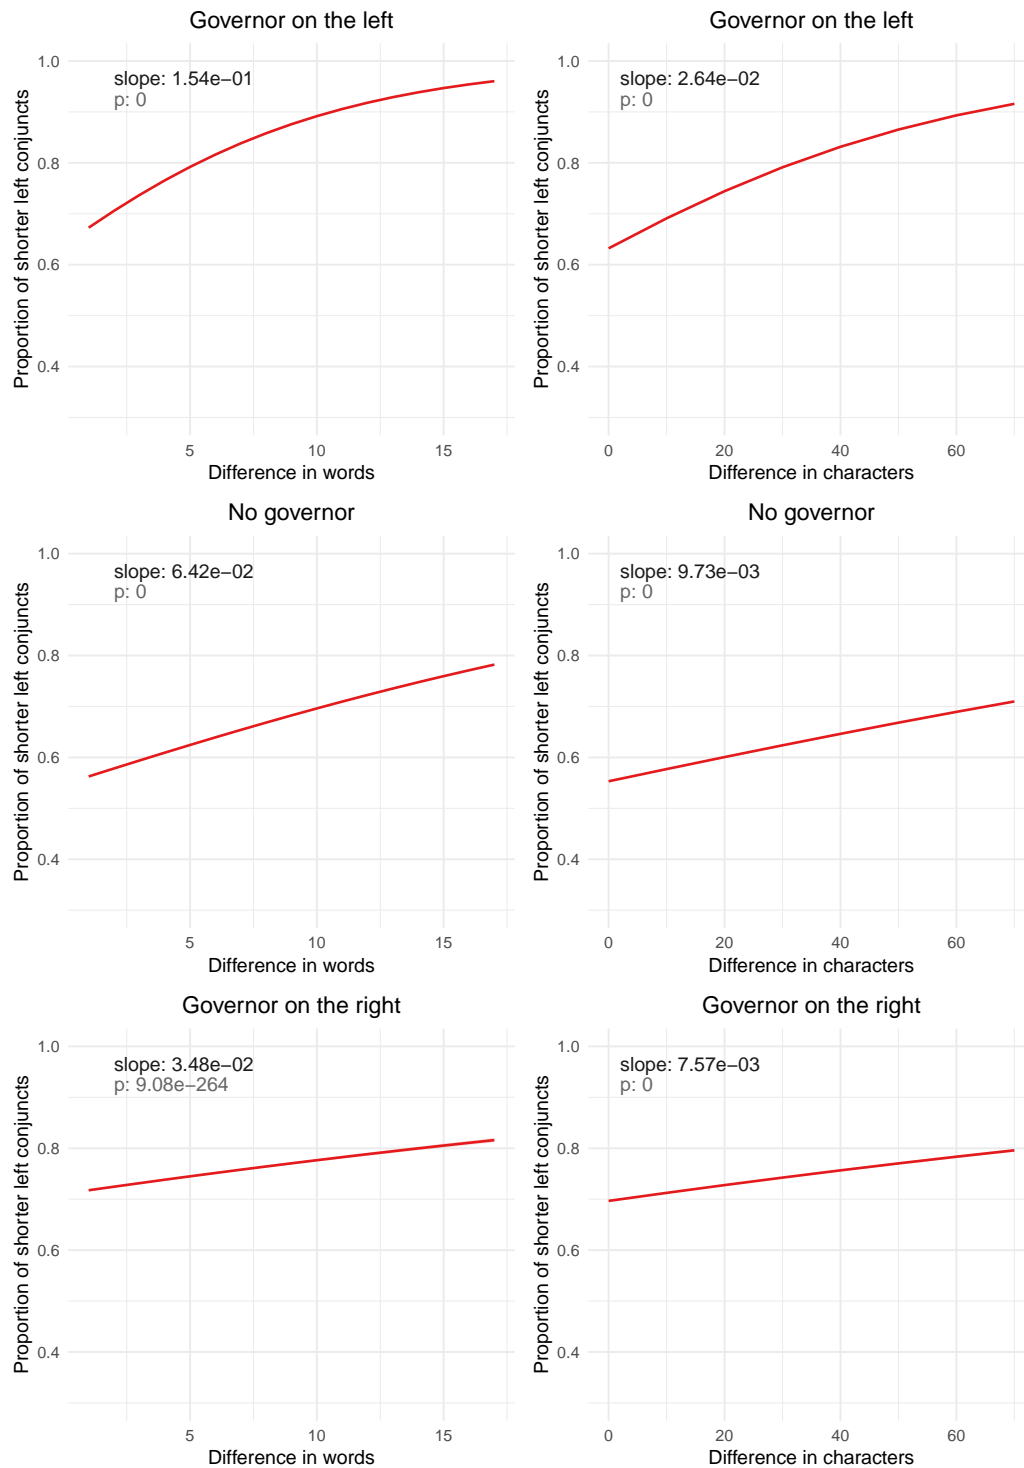 Governor on the left
slope: 1.54e−01
p: 0
1.0
0.8
0.6
0.4
Proportion of shorter left conjuncts
5 10 15
Difference in words
Governor on the left
slope: 2.64e−02
p: 0
Proportion of shorter left conjuncts
1.0
0.8
0.6
0.4
0 20 40 60
Difference in characters
No governor
slope: 6.42e−02
p: 0
1.0
0.8
0.6
0.4
Proportion of shorter left conjuncts
5 10 15
Difference in words
No governor
slope: 9.73e−03
p: 0
1.0
0.8
0.6
0.4
Proportion of shorter left conjuncts
0 20 40 60
Difference in characters
Governor on the right
slope: 3.48e−02
p: 9.08e−264
1.0
0.8
0.6
0.4
Proportion of shorter left conjuncts
5 10 15
Difference in words
Governor on the right
slope: 7.57e−03
p: 0
1.0
0.8
0.6
0.4
Proportion of shorter left conjuncts
0 20 40 60
Difference in characters